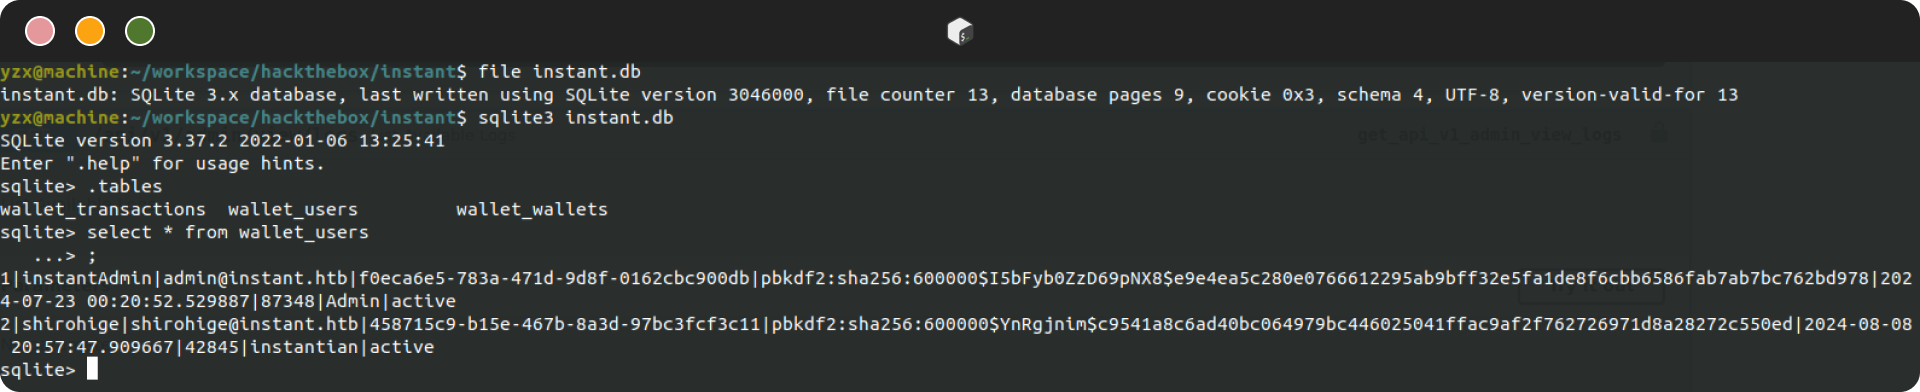 yzx@machine:~/workspace/hackthebox/instant$ file instant.db
instant.db: SQLite 3.x database, last written using SQLite version 3046000, file counter 13, database pages 9, cookie 0x3, schema 4, UTF-8, version-valid-for 13
yzx@machine:~/workspace/hackthebox/instant$ sqlite3 instant.db
get_api_v1_admin_view_logs
SQLite version 3.37.2 2022-01-06 13:25:41
Enter ".help" for usage hints.
sqlite> .tables
wallet_transactions  wallet_users         wallet_wallets
sqlite> select * from wallet_users
   ...> ;
1|instantAdmin|admin@instant.htb|f0eca6e5-783a-471d-9d8f-0162cbc900db|pbkdf2:sha256:600000$I5bFyb0ZzD69pNX8$e9e4ea5c280e0766612295ab9bff32e5fa1de8f6cbb6586fab7ab7bc762bd978|202
4-07-23 00:20:52.529887|87348|Admin|active
2|shirohige|shirohige@instant.htb|458715c9-b15e-467b-8a3d-97bc3fcf3c11|pbkdf2:sha256:600000$YnRgjnim$c9541a8c6ad40bc064979bc446025041ffac9af2f762726971d8a28272c550ed|2024-08-08
 20:57:47.909667|42845|instantian|active
sqlite>